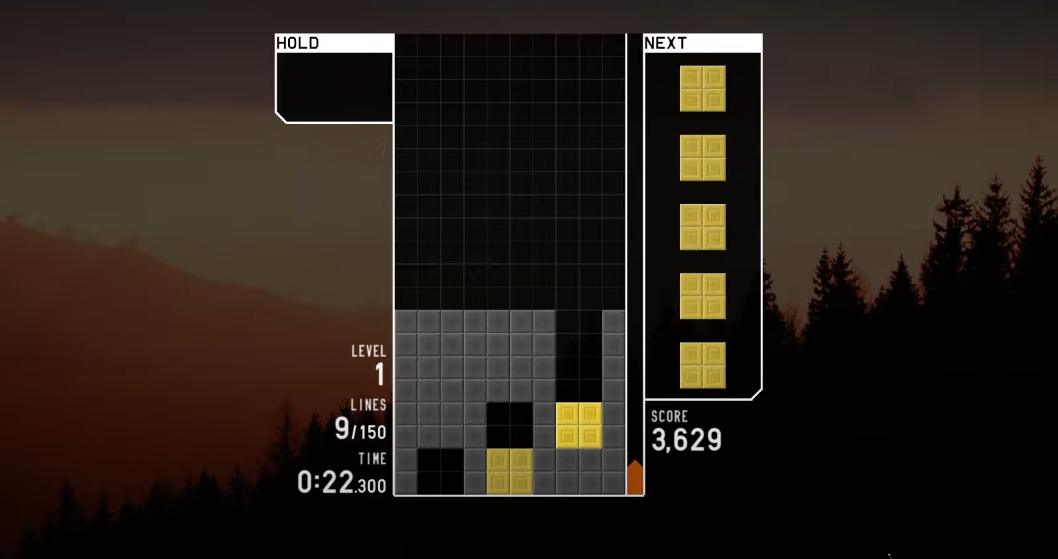 HOLD
NEXT
LEVEL
1
LINES
9/150
TIME
0:22.300
SCORE
3,629